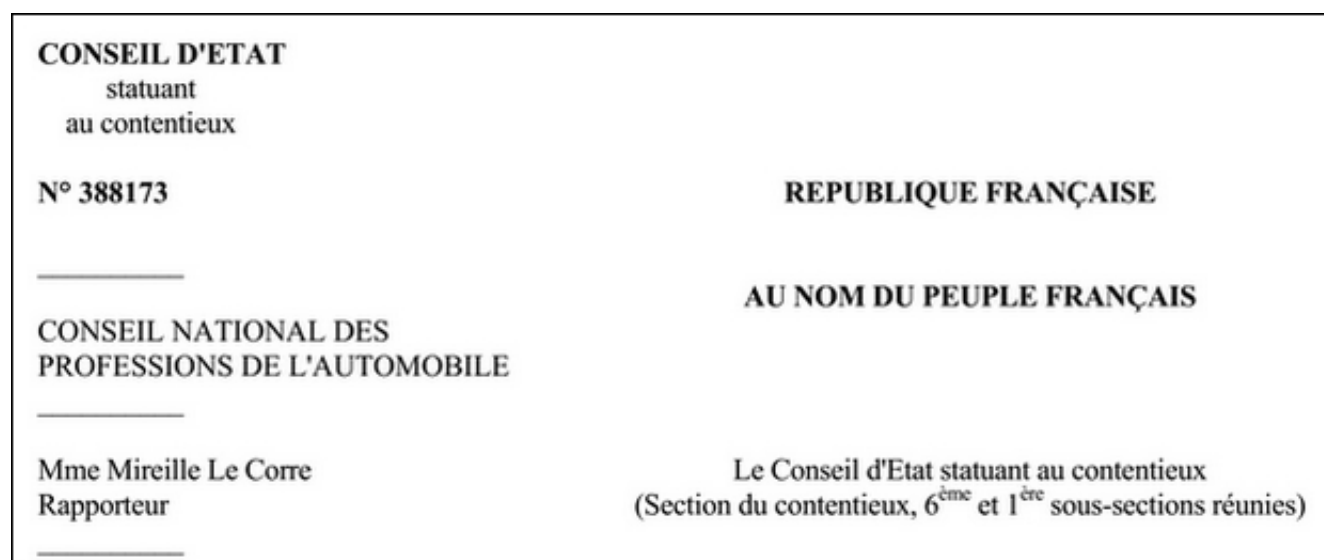 CONSEIL D'ETAT
statuant
au contentieux
N° 388173
REPUBLIQUE FRANÇAISE
AU NOM DU PEUPLE FRANÇAIS
CONSEIL NATIONAL DES
PROFESSIONS DE L'AUTOMOBILE
Mme Mireille Le Corre
Rapporteur
Le Conseil d'Etat statuant au contentieux
(Section du contentieux, 6ème et 1ère sous-sections réunies)